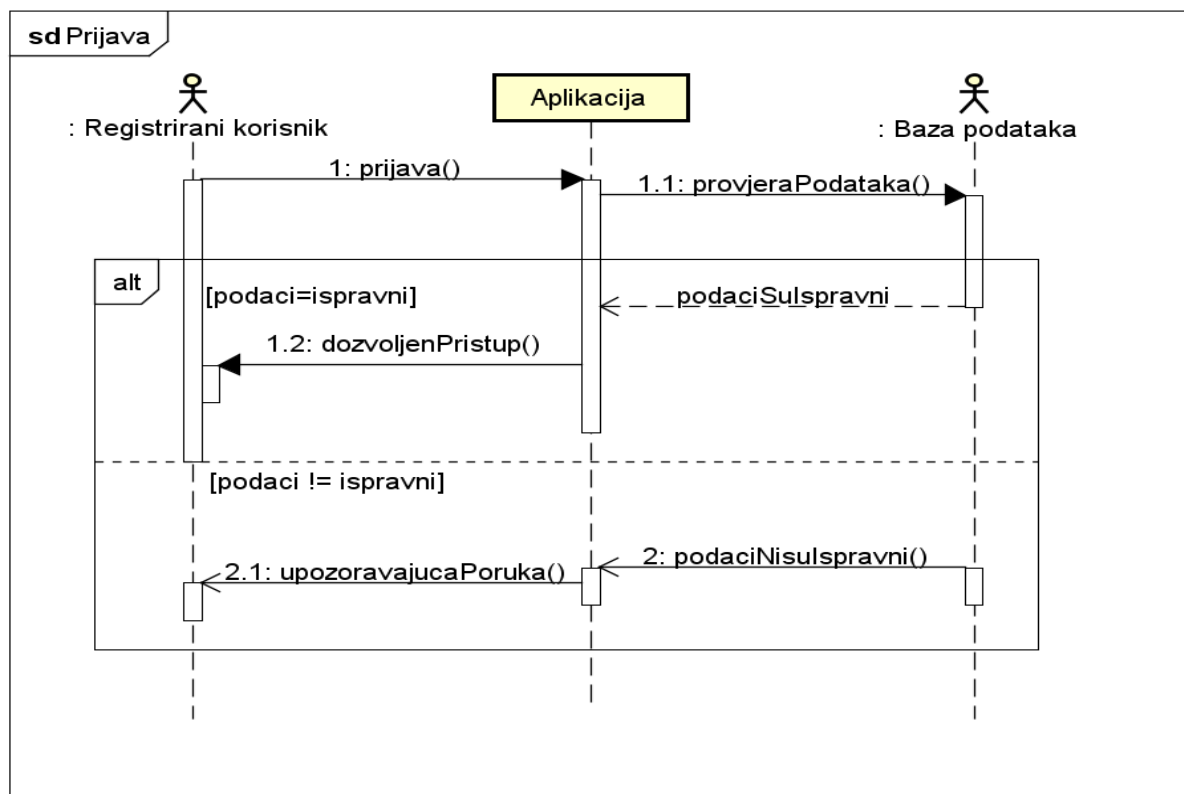 sd Prijava
Aplikacija
: Registrirani korisnik
: Baza podataka
1: prijava()
1.1: provjeraPodataka()
alt
[podaci=ispravni]
podaciSuIspravni
1.2: dozvoljenPristup()
[podaci != ispravni]
2: podaciNisuIspravni()
2.1: upozoravajucaPoruka()